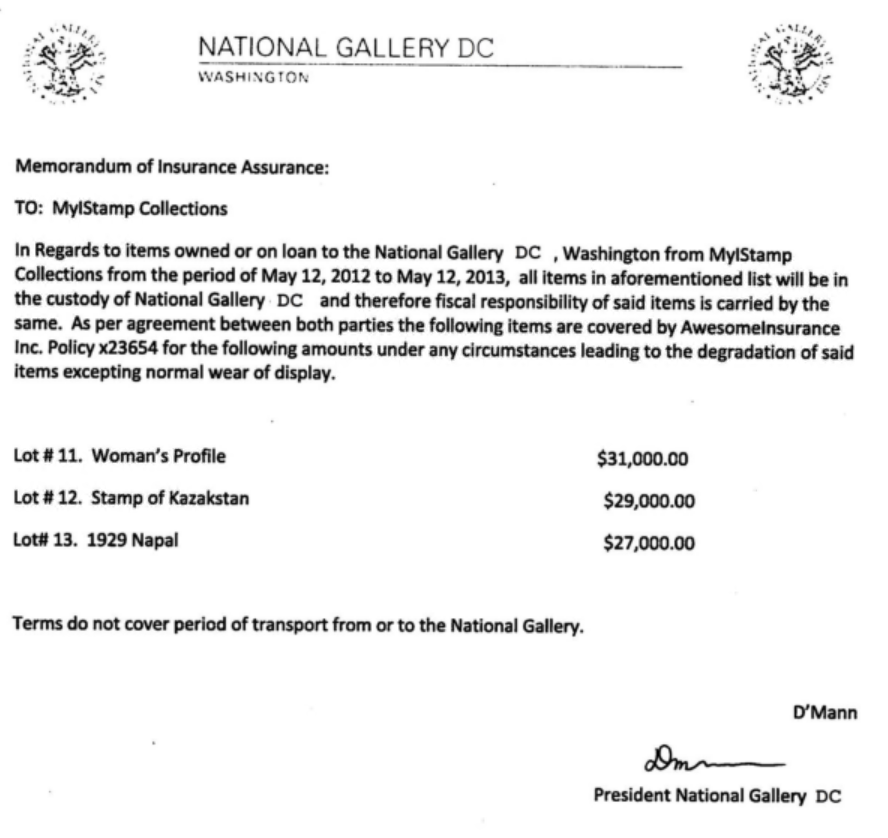 NATIONAL GALLERY DC
WASHINGTON
Memorandum of Insurance Assurance:
TO: MylStamp Collections
In Regards to items owned or on loan to the National Gallery DC , Washington from MylStamp
Collections from the period of May 12, 2012 to May 12, 2013, all items in aforementioned list will be in
the custody of National Gallery DC and therefore fiscal responsibility of said items is carried by the
same. As per agreement between both parties the following items are covered by AwesomeInsurance
Inc. Policy x23654 for the following amounts under any circumstances leading to the degradation of said
items excepting normal wear of display.
Lot # 11. Woman's Profile $31,000.00
Lot # 12. Stamp of Kazakstan $29,000.00
Lot# 13. 1929 Napal $27,000.00
Terms do not cover period of transport from or to the National Gallery.
D'Mann
President National Gallery DC